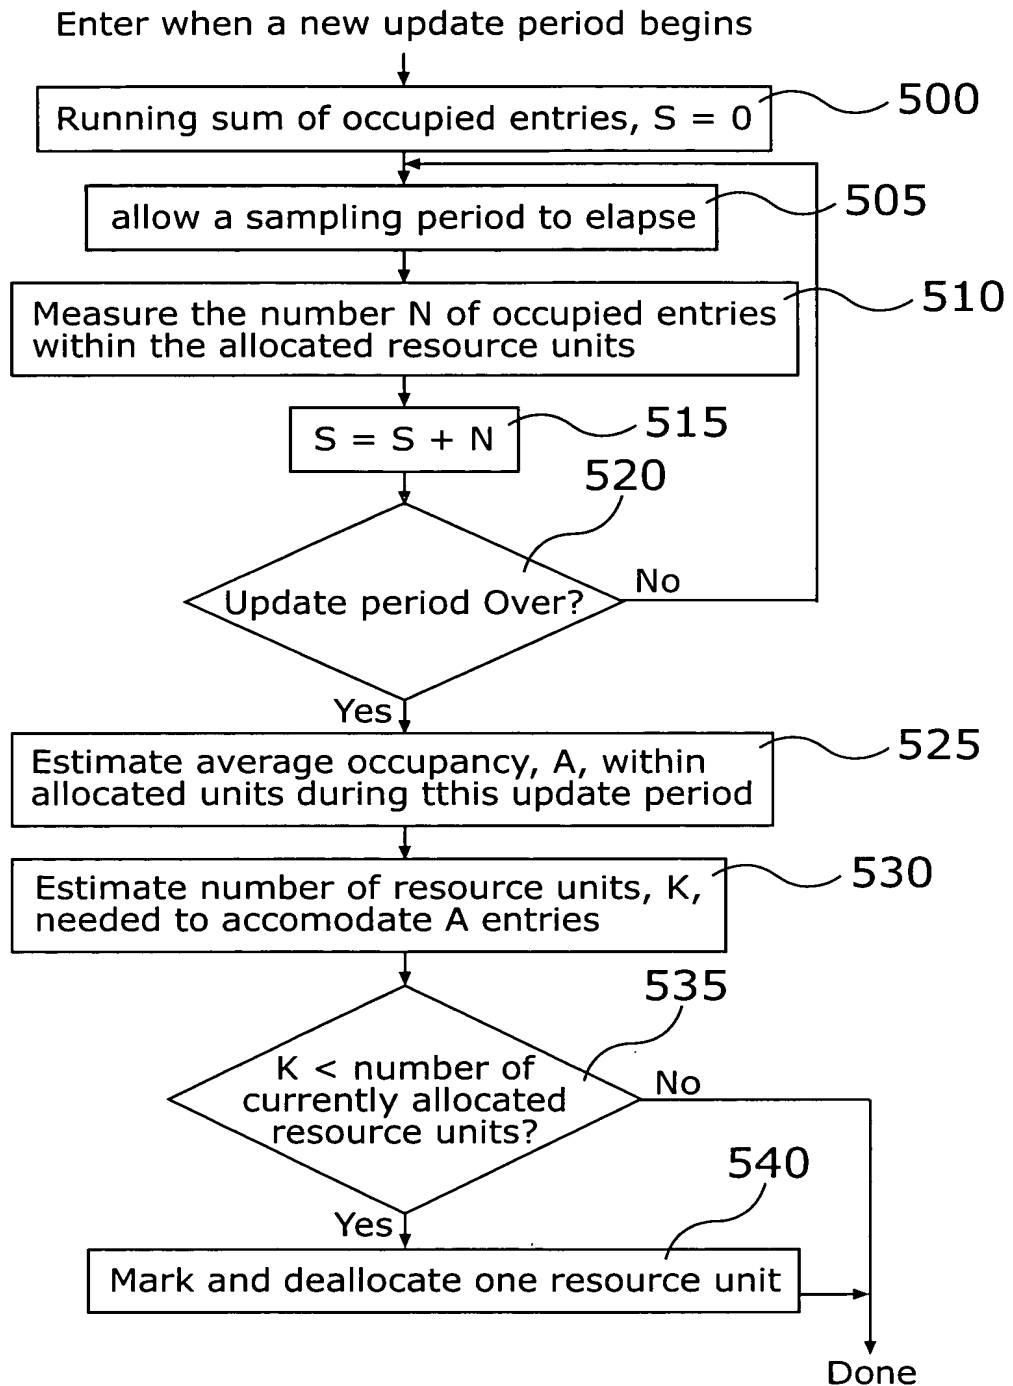 Enter when a new update period begins
Running sum of occupied entries, S = 0
500
allow a sampling period to elapse
505
Measure the number N of occupied entries
within the allocated resource units
510
S = S + N
515
520
Update period Over?
No
Yes
Estimate average occupancy, A, within
allocated units during tthis update period
525
Estimate number of resource units, K,
needed to accomodate A entries
530
535
K < number of
currently allocated
resource units?
No
Yes
540
Mark and deallocate one resource unit
Done